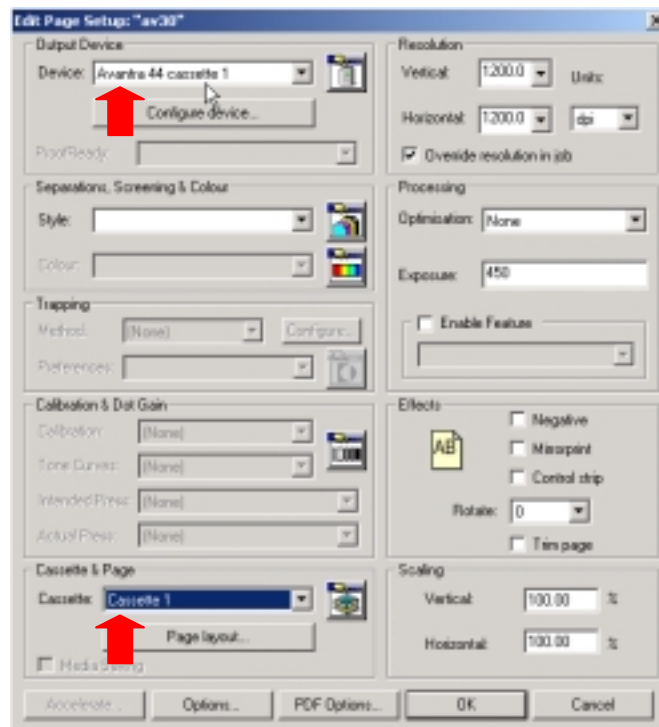 Edit Page Setup: "av30"
Output Device
Device: Avantra 44 cassette 1
Configure device...
ProofReady:
Separations, Screening & Colour
Style:
Colour:
Trapping
Method: (None) Configure...
Preferences:
Calibration & Dot Gain
Calibration: (None)
Tone Curves: (None)
Intended Press: (None)
Actual Press: (None)
Cassette & Page
Cassette: Cassette 1
Page layout...
Media Saving
Resolution
Vertical: 1200.0 Units:
Horizontal: 1200.0 dpi
Override resolution in job
Processing
Optimisation: None
Exposure: 450
Enable Feature
Effects
AB
Negative
Mirrorprint
Control strip
Rotate: 0
Trim page
Scaling
Vertical: 100.00 %
Horizontal: 100.00 %
Accelerate... Options... PDF Options... OK Cancel